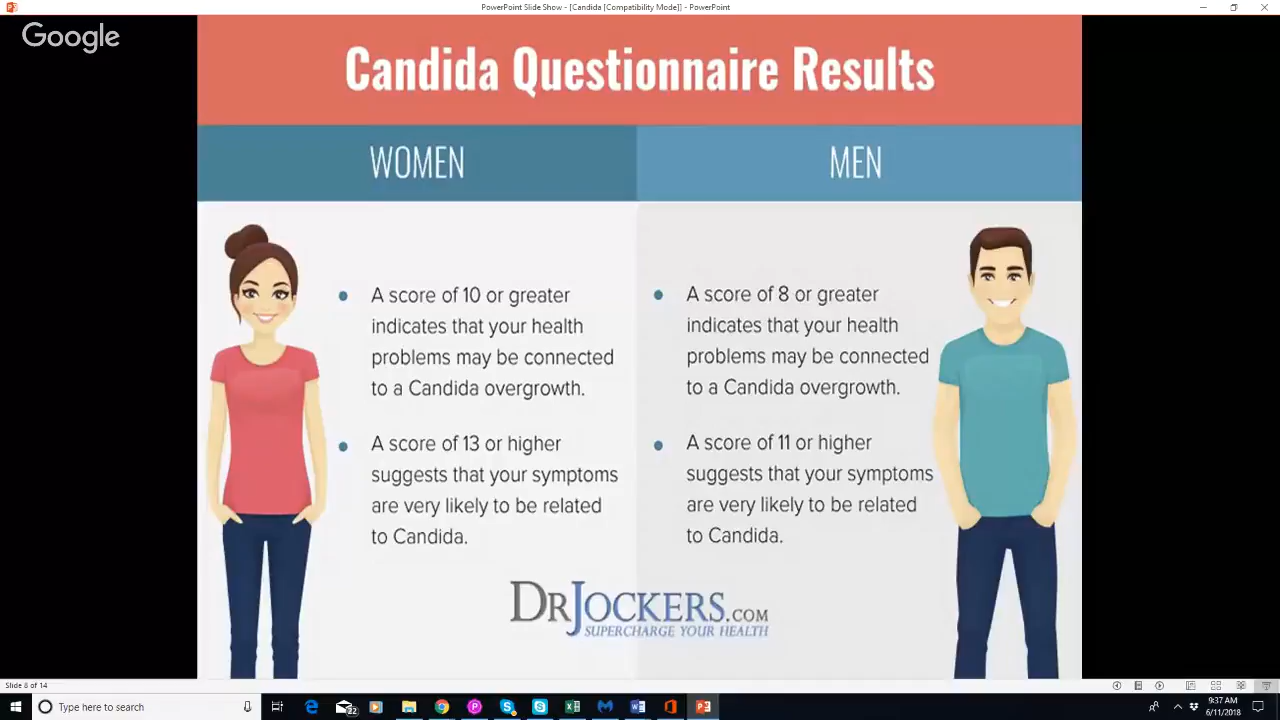 PowerPoint Slide Show - [Candida [Compatibility Mode]] - PowerPoint
Google
Candida Questionnaire Results
WOMEN
MEN
A score of 10 or greater
indicates that your health
problems may be connected
to a Candida overgrowth.
A score of 13 or higher
suggests that your symptoms
are very likely to be related
to Candida.
A score of 8 or greater
indicates that your health
problems may be connected
to a Candida overgrowth.
A score of 11 or higher
suggests that your symptoms
are very likely to be related
to Candida.
DRJOCKERS.COM
SUPERCHARGE YOUR HEALTH
Slide 6 of 14
Type here to search
22
9:37 AM
6/11/2018